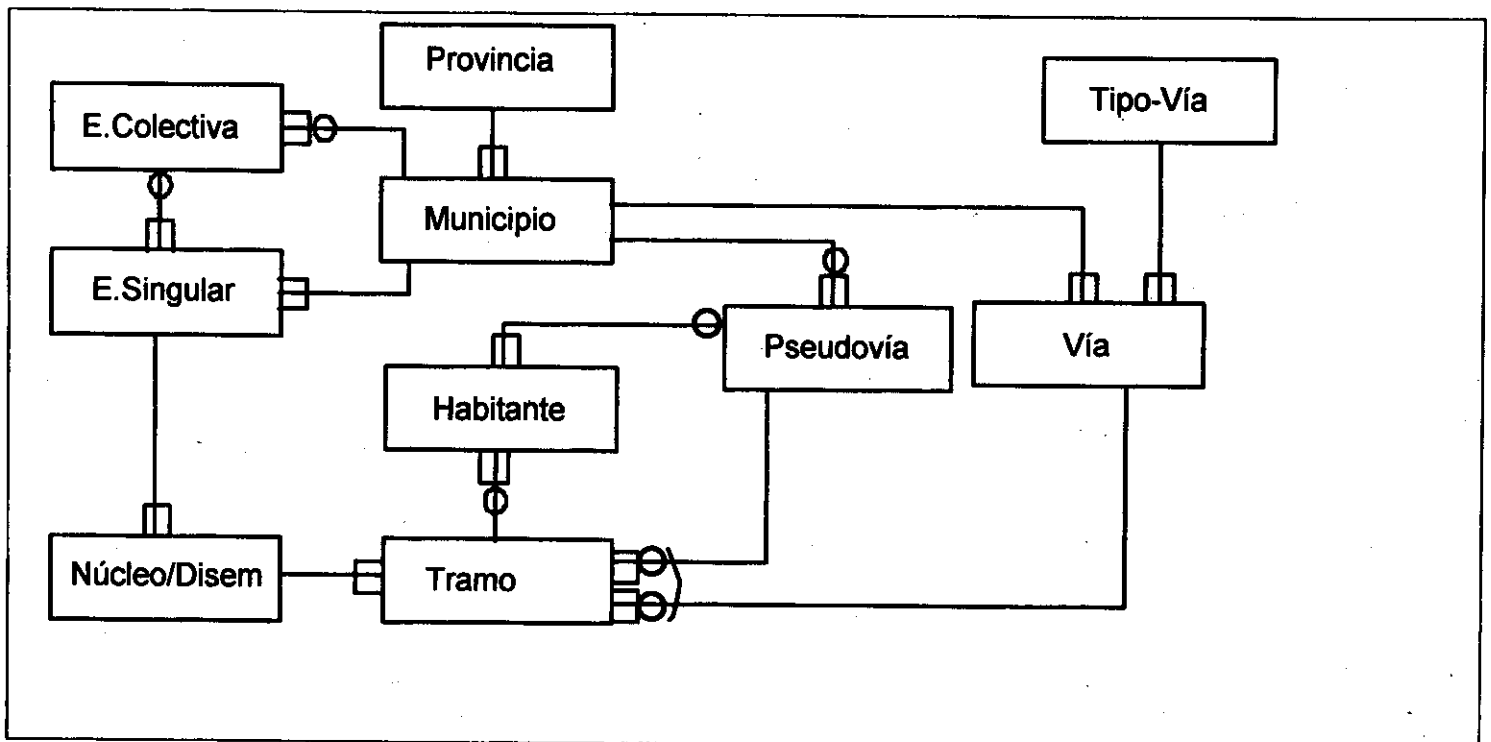 Provincia
Tipo-Vía
E.Colectiva
Municipio
E.Singular
Pseudovía
Vía
Habitante
Núcleo/Disem
Tramo